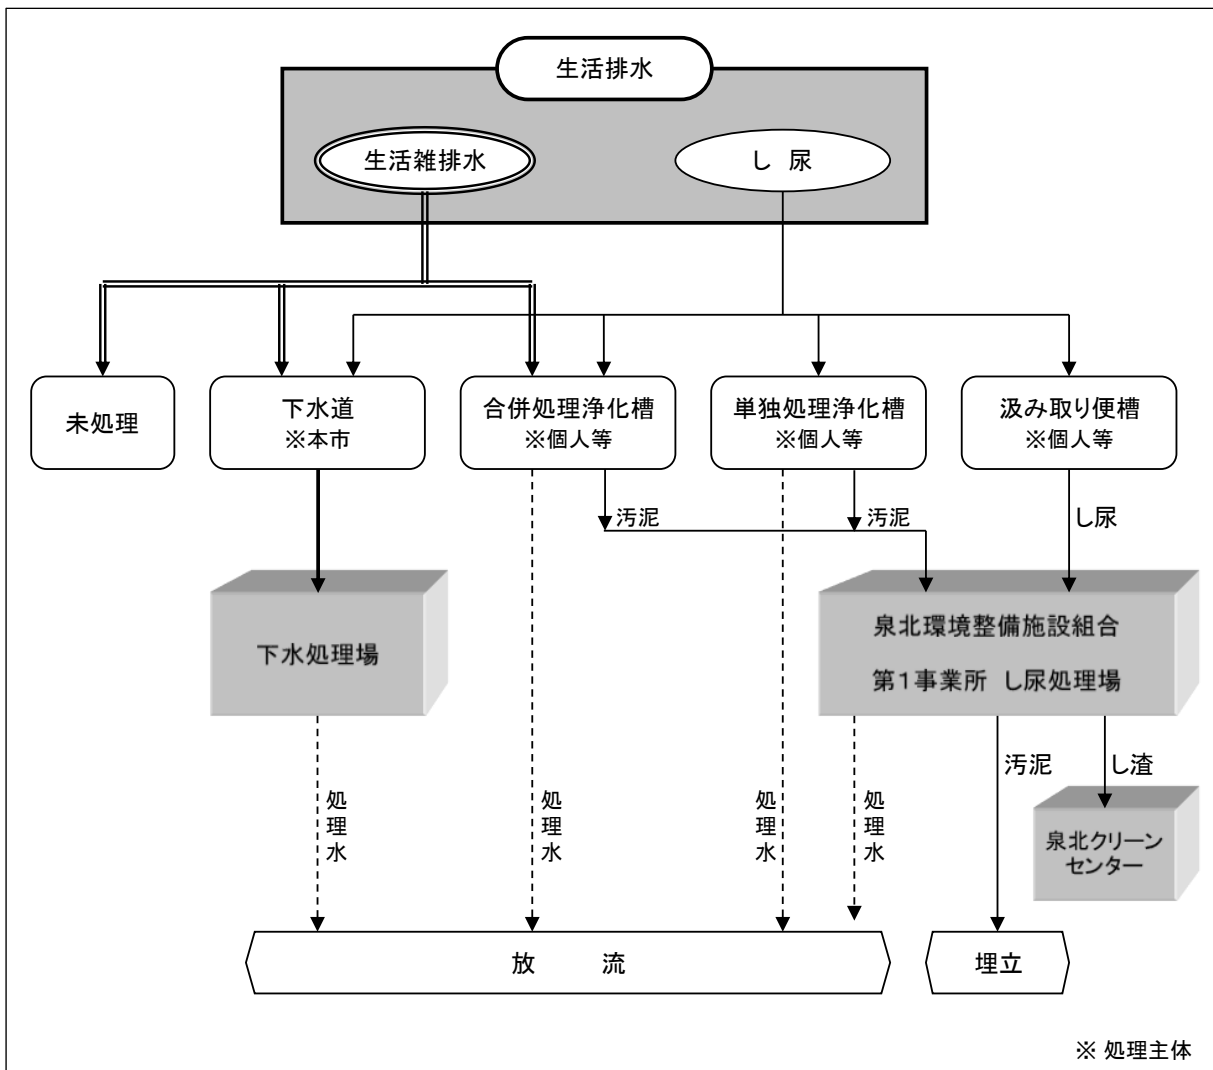 生活排水
生活雑排水
し 尿
未処理
下水道
※本市
合併処理浄化槽
※個人等
単独処理浄化槽
※個人等
汲み取り便槽
※個人等
汚泥
汚泥
し尿
下水処理場
泉北環境整備施設組合
第1事業所 し尿処理場
汚泥
し渣
処理水
処理水
処理水
処理水
泉北クリーン
センター
放 流
埋立
※ 処理主体